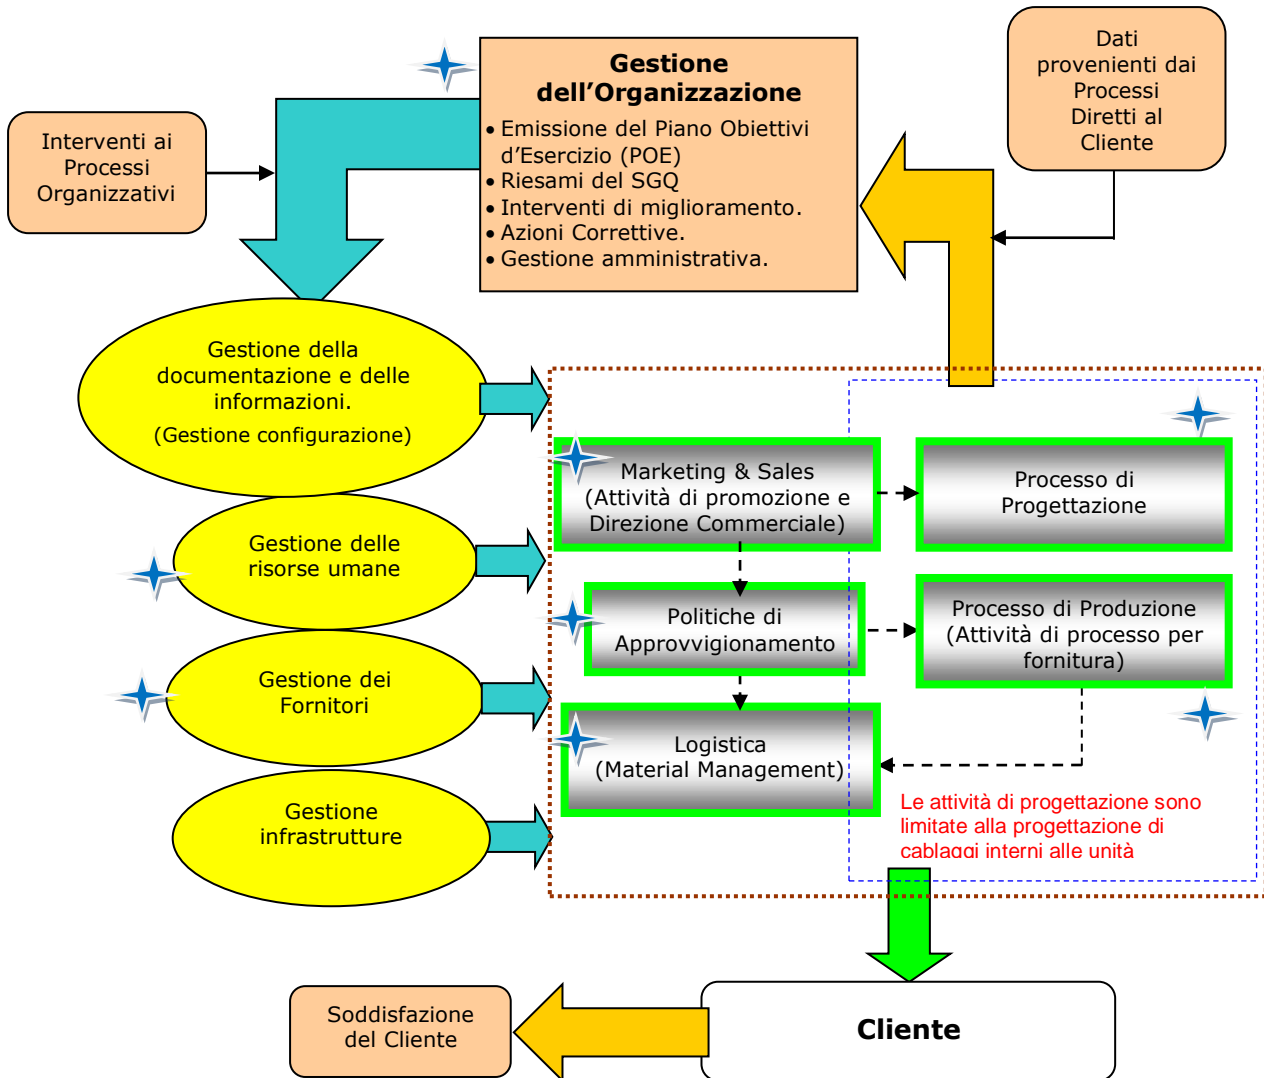 Gestione
dell’Organizzazione
• Emissione del Piano Obiettivi
d’Esercizio (POE)
• Riesami del SGQ
• Interventi di miglioramento.
• Azioni Correttive.
• Gestione amministrativa.
Dati
provenienti dai
Processi
Diretti al
Cliente
Interventi ai
Processi
Organizzativi
Gestione della
documentazione e delle
informazioni.
(Gestione configurazione)
Gestione delle
risorse umane
Gestione dei
Fornitori
Gestione
infrastrutture
Marketing & Sales
(Attività di promozione e
Direzione Commerciale)
Processo di
Progettazione
Politiche di
Approvvigionamento
Processo di Produzione
(Attività di processo per
fornitura)
Logistica
(Material Management)
Le attività di progettazione sono
limitate alla progettazione di
cablaggi interni alle unità
Soddisfazione
del Cliente
Cliente